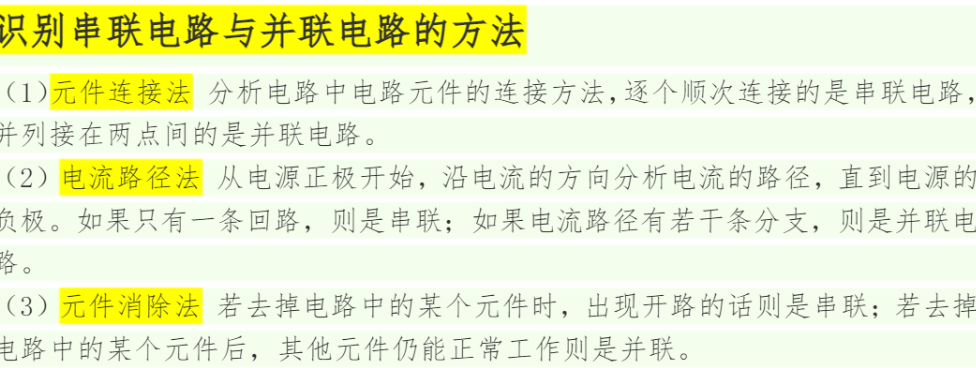 识别串联电路与并联电路的方法
（1)元件连接法 分析电路中电路元件的连接方法,逐个顺次连接的是串联电路,
并列接在两点间的是并联电路。
（2）电流路径法 从电源正极开始，沿电流的方向分析电流的路径，直到电源的
负极。如果只有一条回路，则是串联；如果电流路径有若干条分支，则是并联电
路。
（3）元件消除法 若去掉电路中的某个元件时，出现开路的话则是串联；若去掉
电路中的某个元件后，其他元件仍能正常工作则是并联。